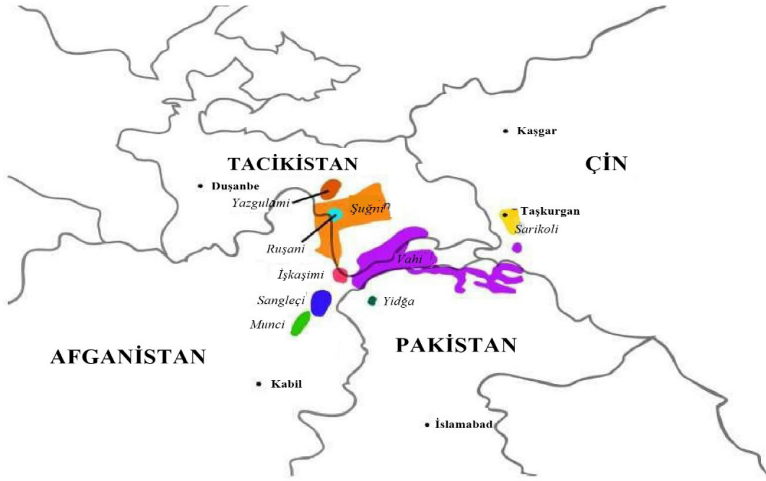 Kaşgar
ÇİN
TACİKİSTAN
Duşanbe
Yazgulami
Şuğnin
Taşkurgan
Sarikoli
Ruşani
Vahi
İşkaşimi
Sangleçi
Yidğa
Munci
PAKİSTAN
AFGANİSTAN
Kabil
İslamabad